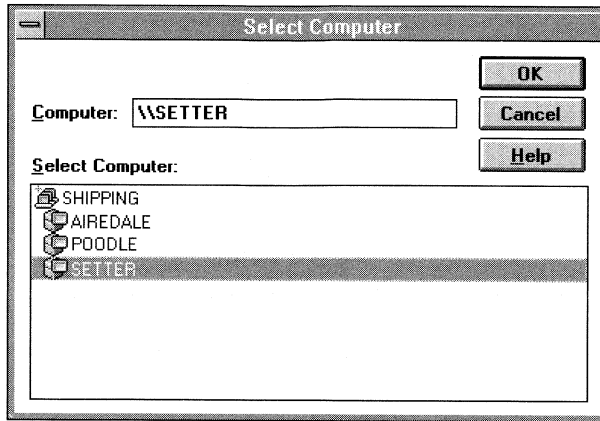 Select Computer
OK
Computer: \\SETTER
Cancel
Help
Select Computer:
SHIPPING
AIREDALE
POODLE
SETTER